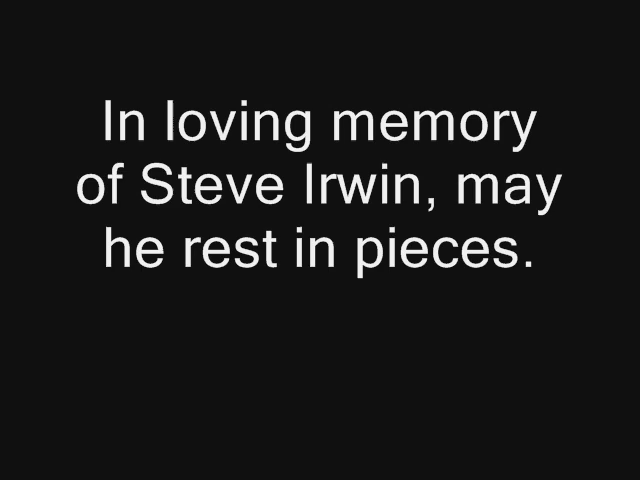 In loving memory
of Steve Irwin, may
he rest in pieces.